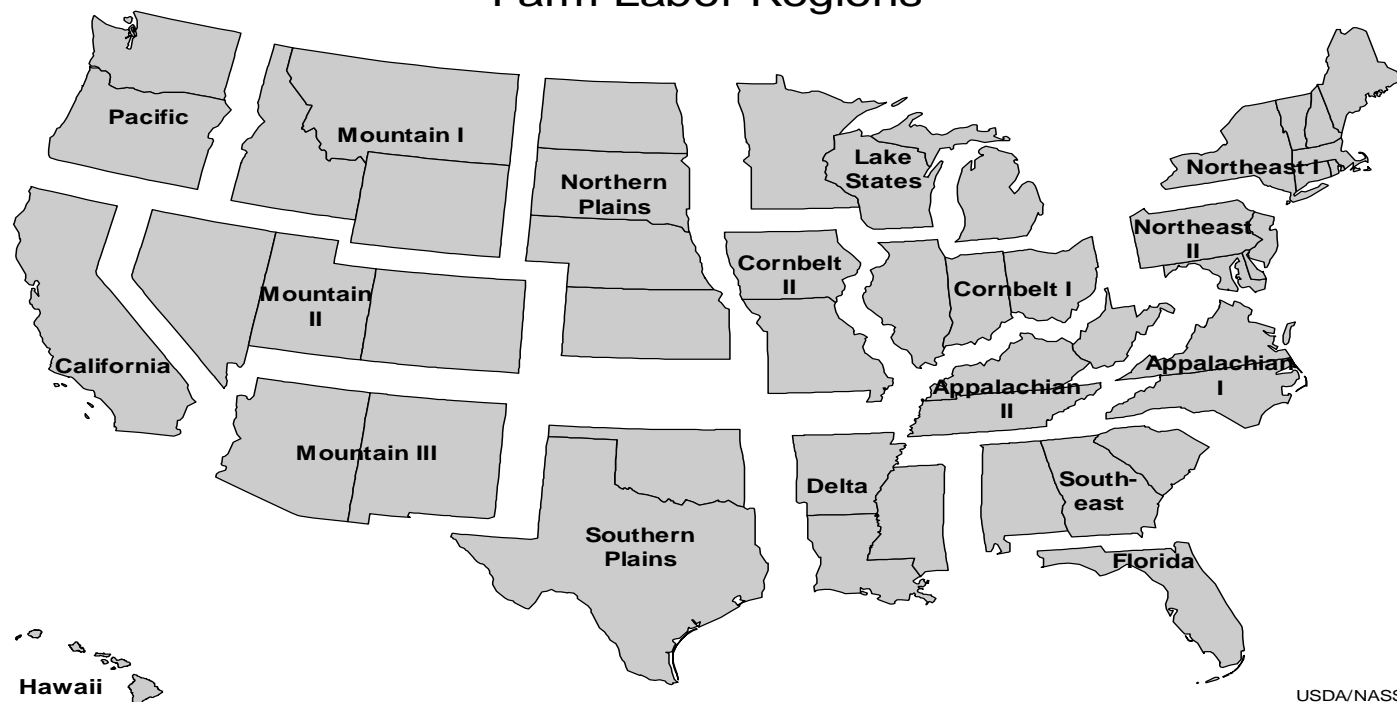 Farm Labor Regions
Pacific
Mountain I
Northern
Plains
Lake
States
Northeast I
Northeast
II
Cornbelt
II
Cornbelt I
Mountain
II
California
Appalachian
I
Appalachian
II
Mountain III
Delta
South-
east
Southern
Plains
Florida
Hawaii
USDA/NASS